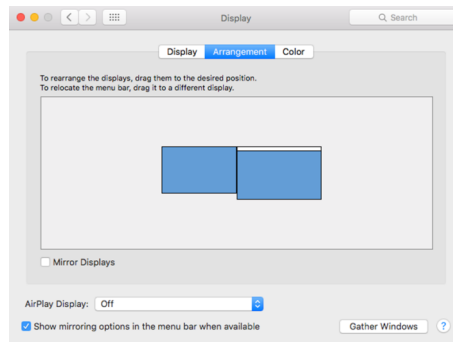 Display
Search
Display Arrangement Color
To rearrange the displays, drag them to the desired position.
To relocate the menu bar, drag it to a different display.
Mirror Displays
AirPlay Display: Off
Show mirroring options in the menu bar when available
Gather Windows ?